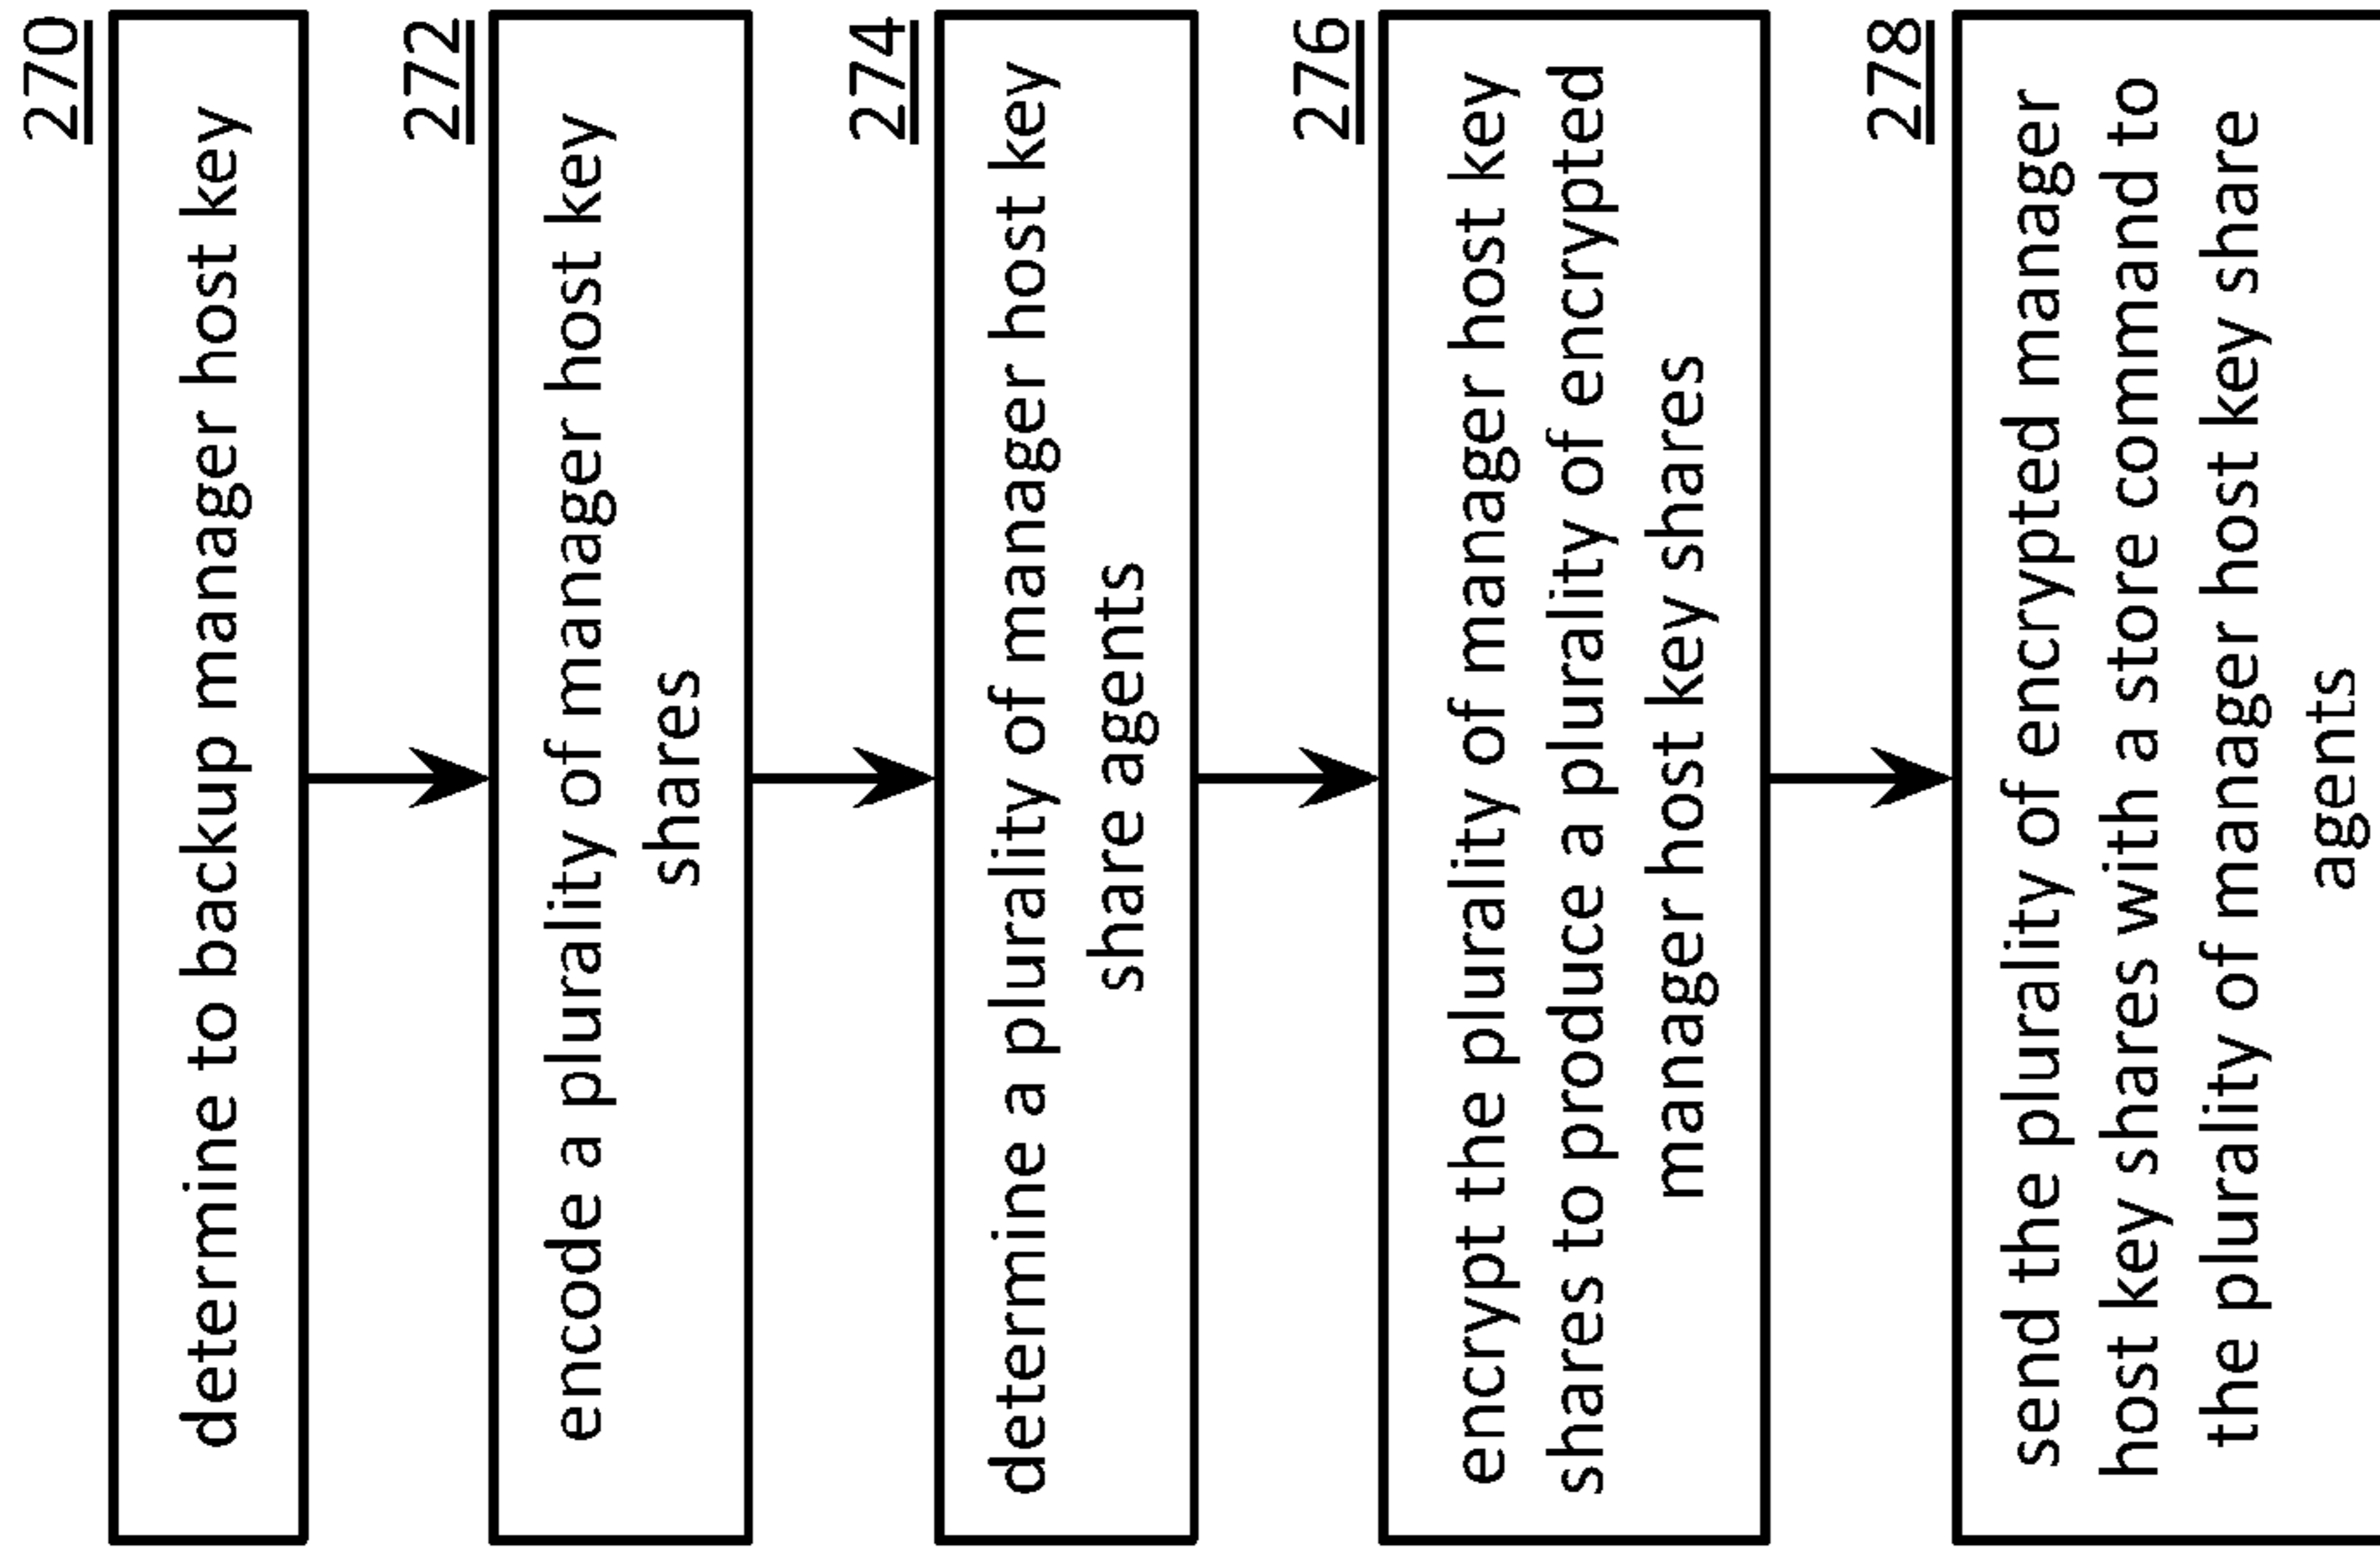 270
determine to backup manager host key
272
encode a plurality of manager host key
shares
274
determine a plurality of manager host key
share agents
276
encrypt the plurality of manager host key
shares to produce a plurality of encrypted
manager host key shares
278
send the plurality of encrypted manager
host key shares with a store command to
the plurality of manager host key share
agents